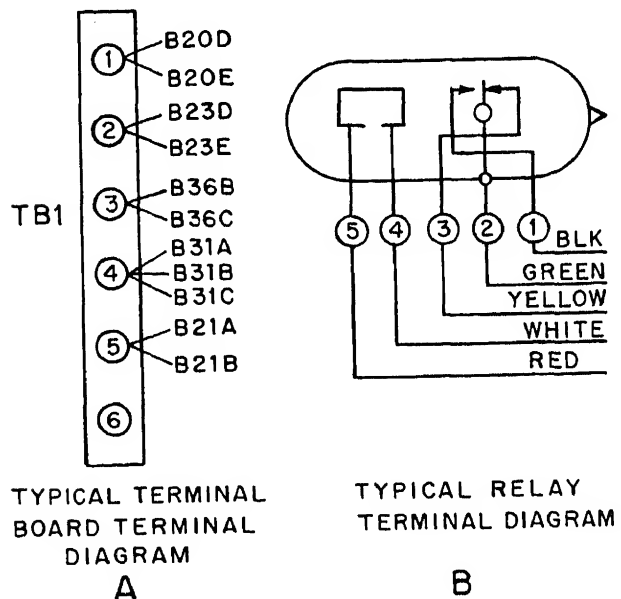 1
B20D
B20E
2
B23D
B23E
TB1
3
B36B
B36C
4
B31A
B31B
B31C
5
B21A
B21B
6
TYPICAL TERMINAL
BOARD TERMINAL
DIAGRAM
A
5 4 3 2 1
BLK
GREEN
YELLOW
WHITE
RED
TYPICAL RELAY
TERMINAL DIAGRAM
B